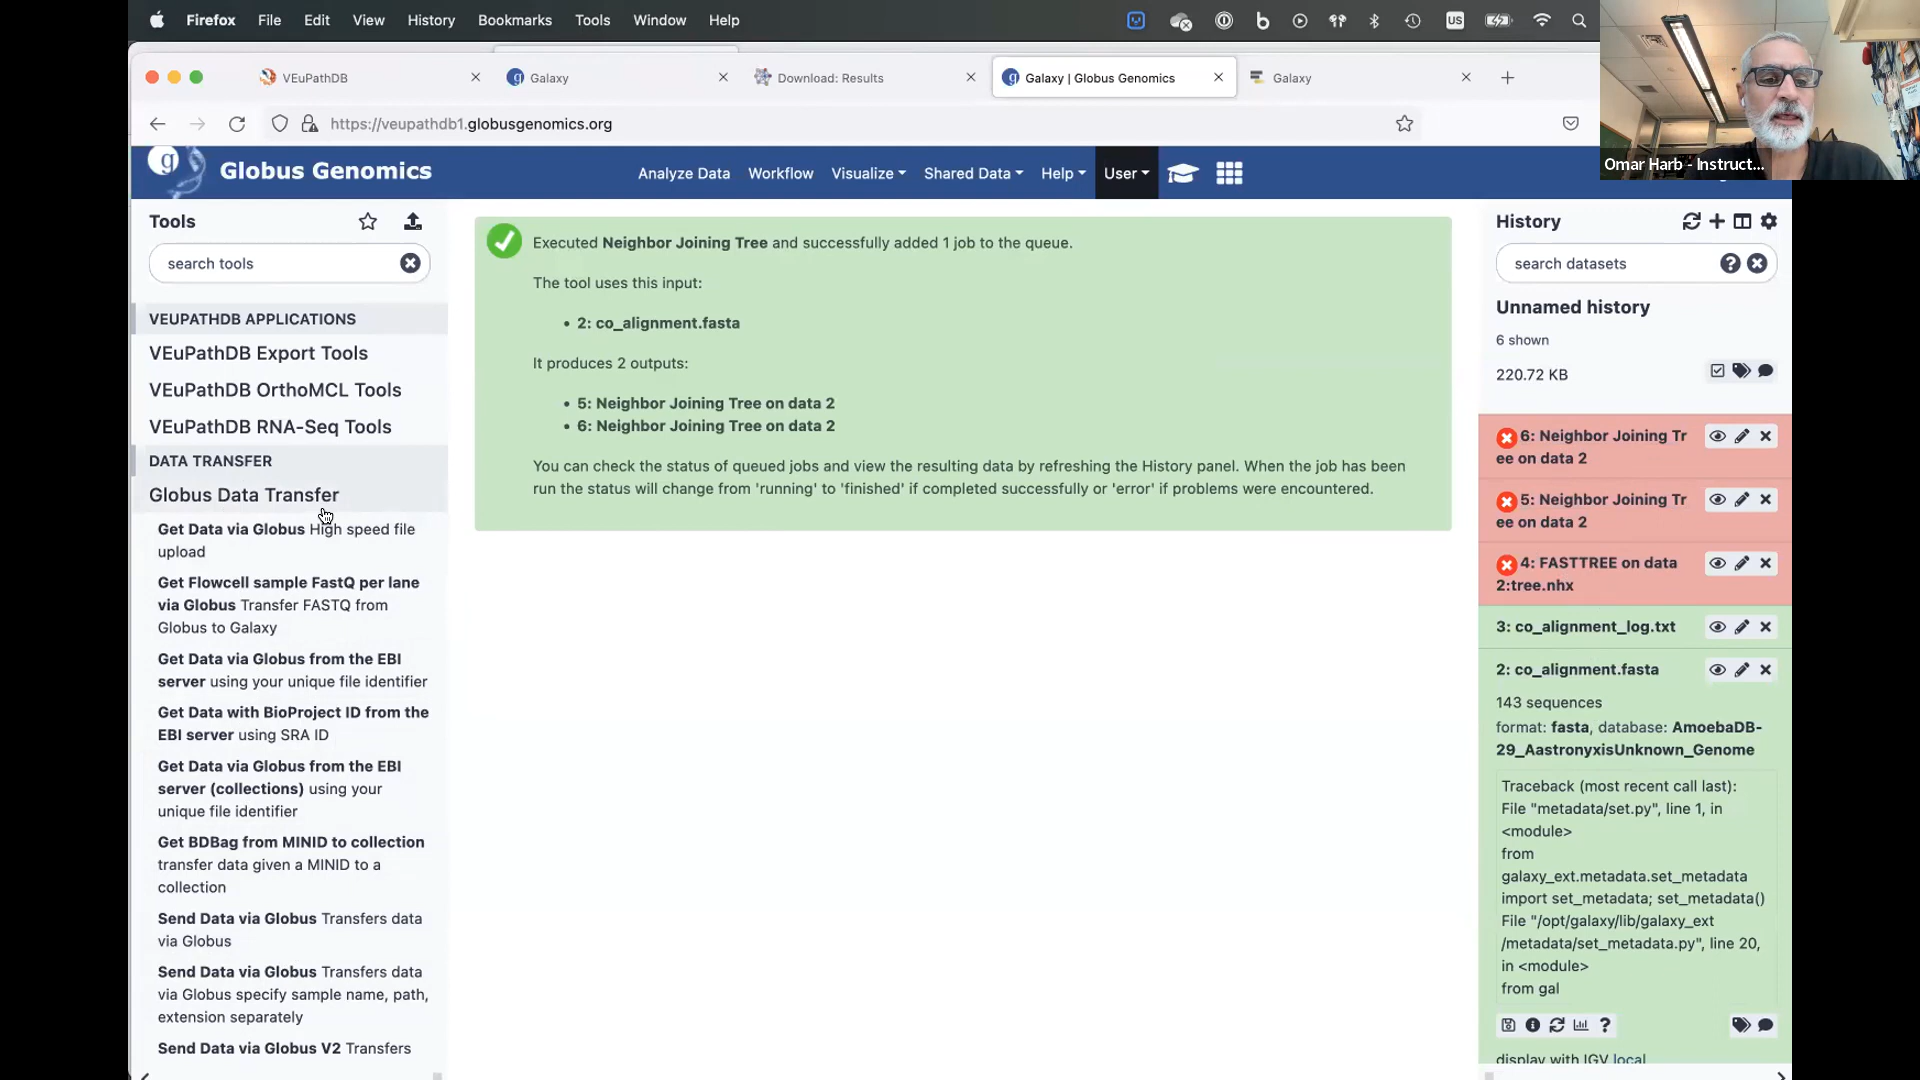 Firefox File Edit View History Bookmarks Tools Window Help
US
VEuPathDB
Galaxy
Download: Results
Galaxy | Globus Genomics
Galaxy
https://veupathdb1.globusgenomics.org
Omar Harb - Instruct...
g Globus Genomics
Analyze Data Workflow Visualize Shared Data Help User
Tools
search tools
VEUPATHDB APPLICATIONS
VEuPathDB Export Tools
VEuPathDB OrthoMCL Tools
VEuPathDB RNA-Seq Tools
DATA TRANSFER
Globus Data Transfer
Get Data via Globus High speed file
upload
Get Flowcell sample FastQ per lane
via Globus Transfer FASTQ from
Globus to Galaxy
Get Data via Globus from the EBI
server using your unique file identifier
Get Data with BioProject ID from the
EBI server using SRA ID
Get Data via Globus from the EBI
server (collections) using your
unique file identifier
Get BDBag from MINID to collection
transfer data given a MINID to a
collection
Send Data via Globus Transfers data
via Globus
Send Data via Globus Transfers data
via Globus specify sample name, path,
extension separately
Send Data via Globus V2 Transfers
Executed Neighbor Joining Tree and successfully added 1 job to the queue.
The tool uses this input:
• 2: co_alignment.fasta
It produces 2 outputs:
• 5: Neighbor Joining Tree on data 2
• 6: Neighbor Joining Tree on data 2
You can check the status of queued jobs and view the resulting data by refreshing the History panel. When the job has been
run the status will change from 'running' to 'finished' if completed successfully or 'error' if problems were encountered.
History
search datasets
Unnamed history
6 shown
220.72 KB
6: Neighbor Joining Tr
ee on data 2
5: Neighbor Joining Tr
ee on data 2
4: FASTTREE on data
2:tree.nhx
3: co_alignment_log.txt
2: co_alignment.fasta
143 sequences
format: fasta, database: AmoebaDB-
29_AastronyxisUnknown_Genome
Traceback (most recent call last):
File "metadata/set.py", line 1, in
<module>
from
galaxy_ext.metadata.set_metadata
import set_metadata; set_metadata()
File "/opt/galaxy/lib/galaxy_ext
/metadata/set_metadata.py", line 20,
in <module>
from gal
display with IGV local